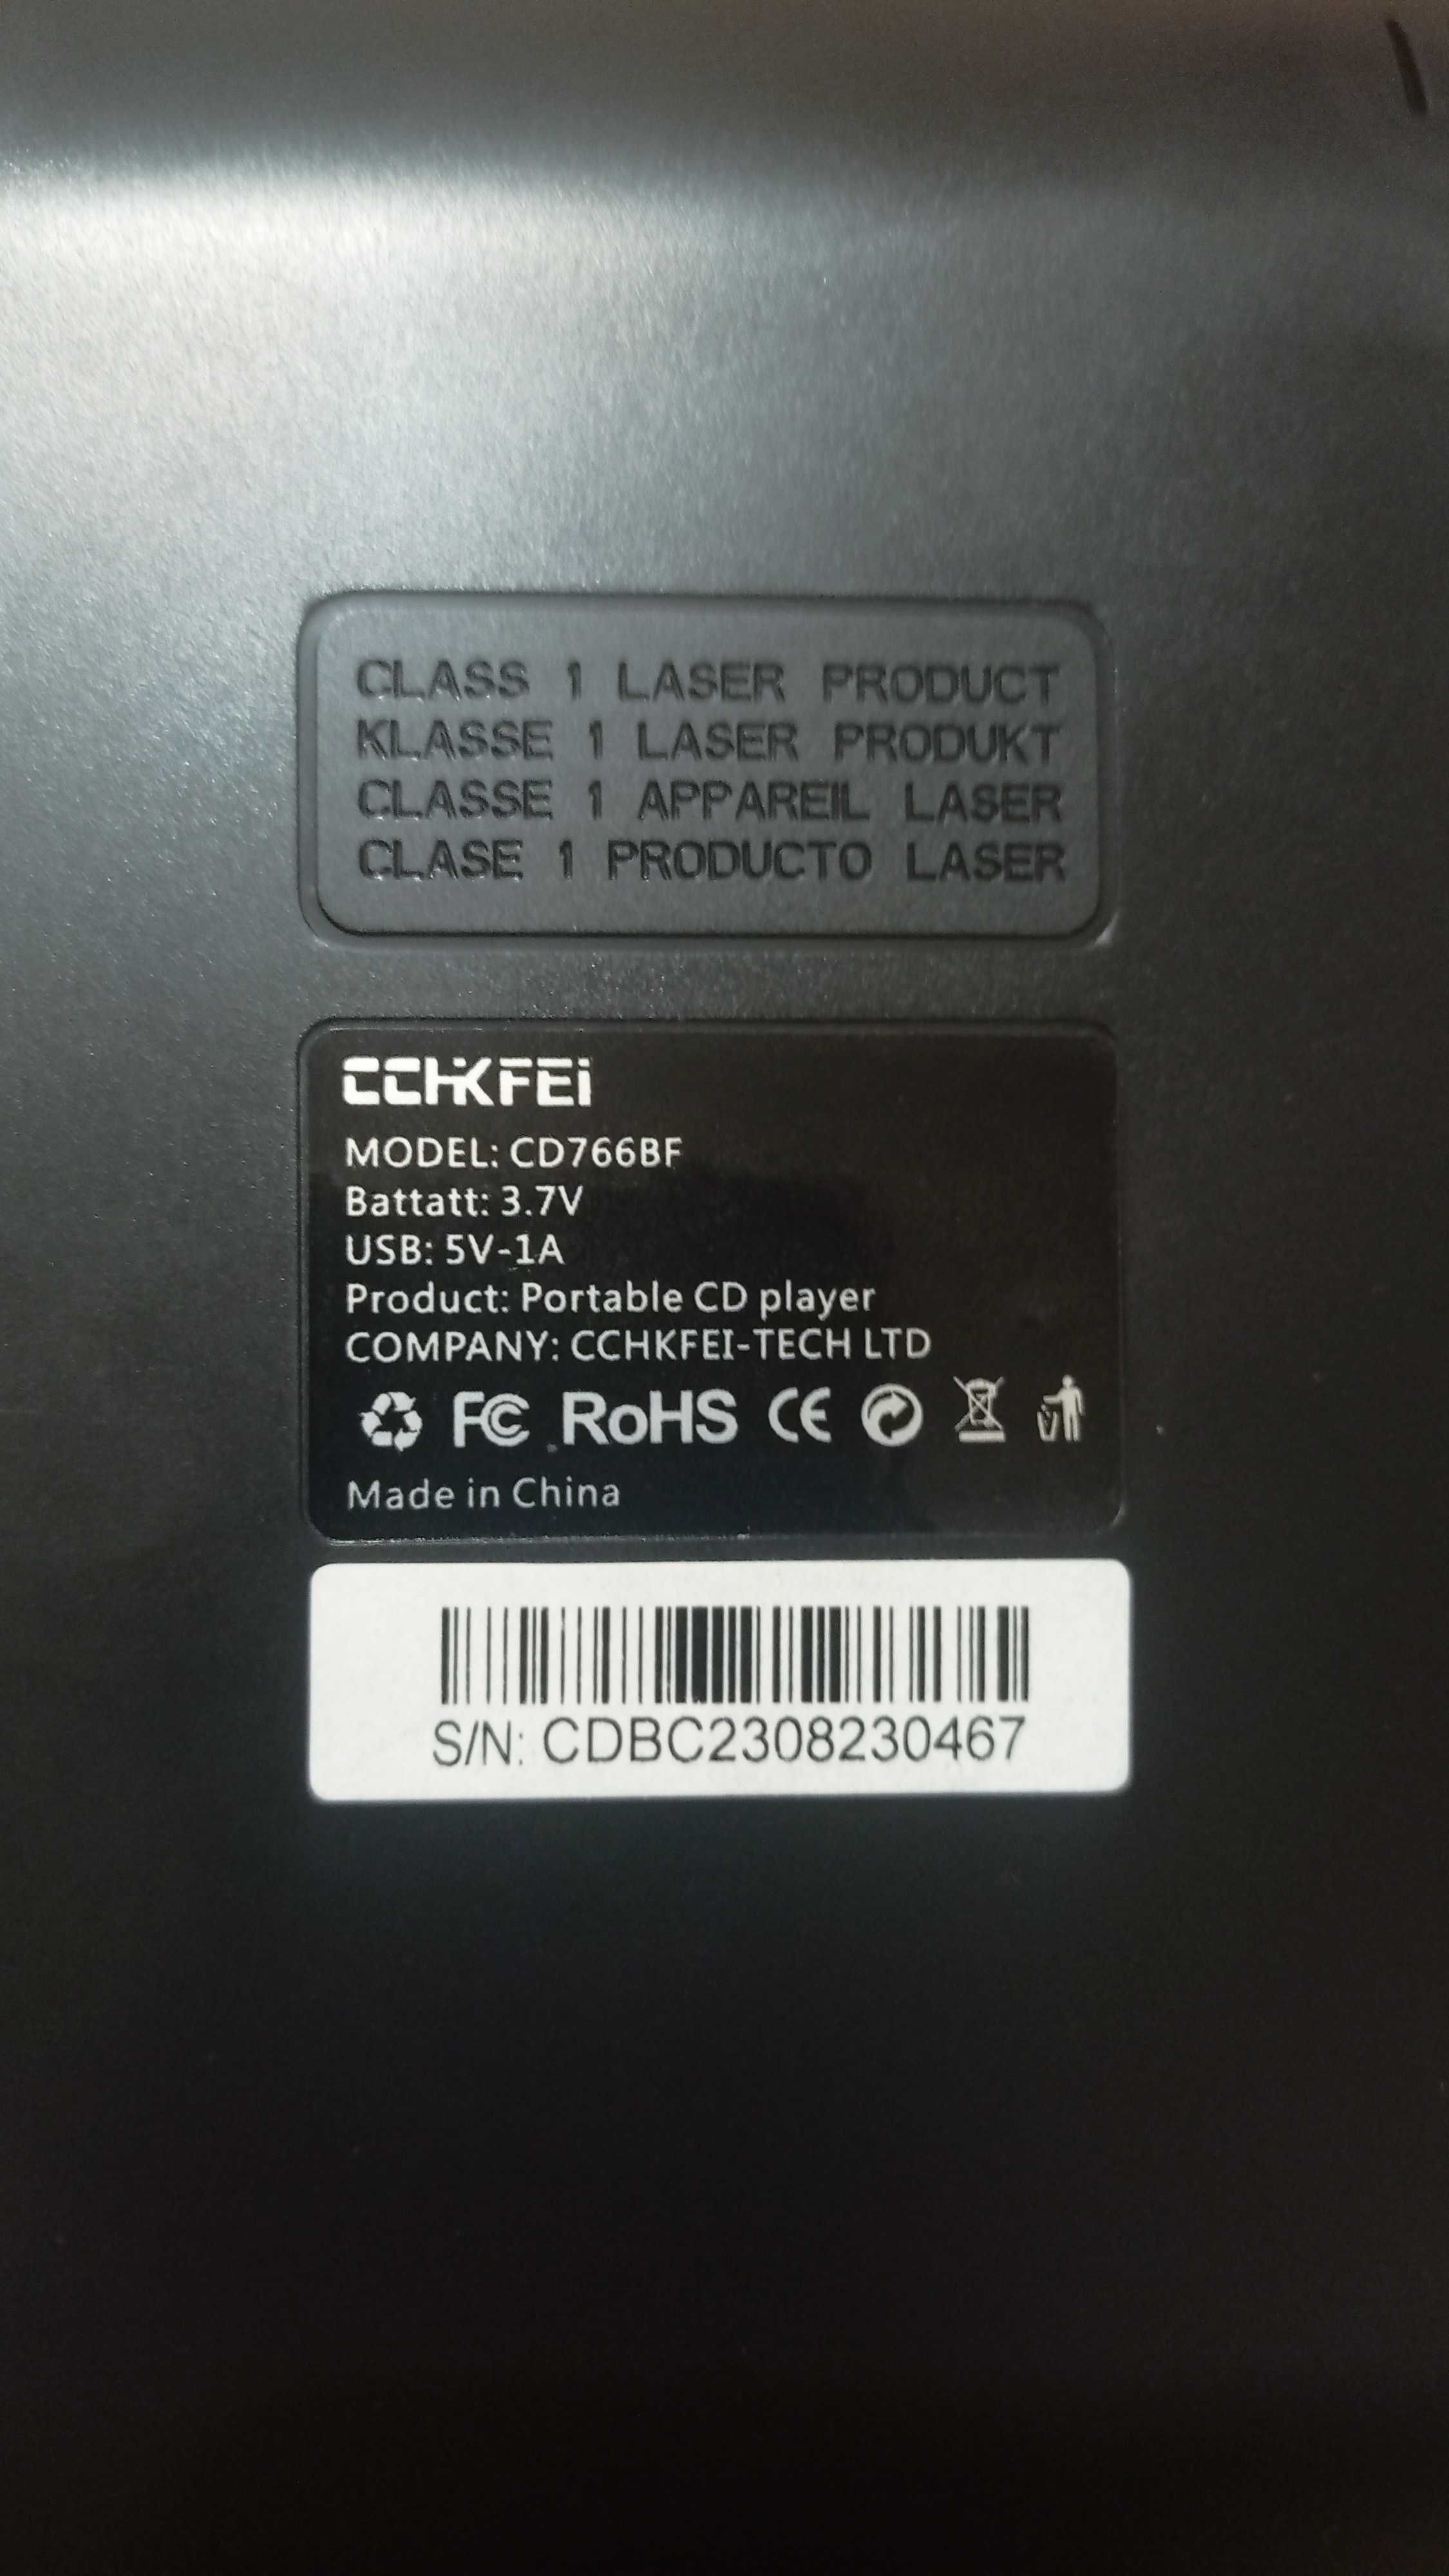 CLASS 1 LASER PRODUCT
KLASSE 1 LASER PRODUKT
CLASSE 1 APPAREIL LASER
CLASE 1 PRODUCTO LASER
CCHKFEi
MODEL: CD766BF
Battatt: 3.7V
USB: 5V-1A
Product: Portable CD player
COMPANY: CCHKFEI-TECH LTD
FC RoHS CE
Made in China
S/N: CDBC2308230467